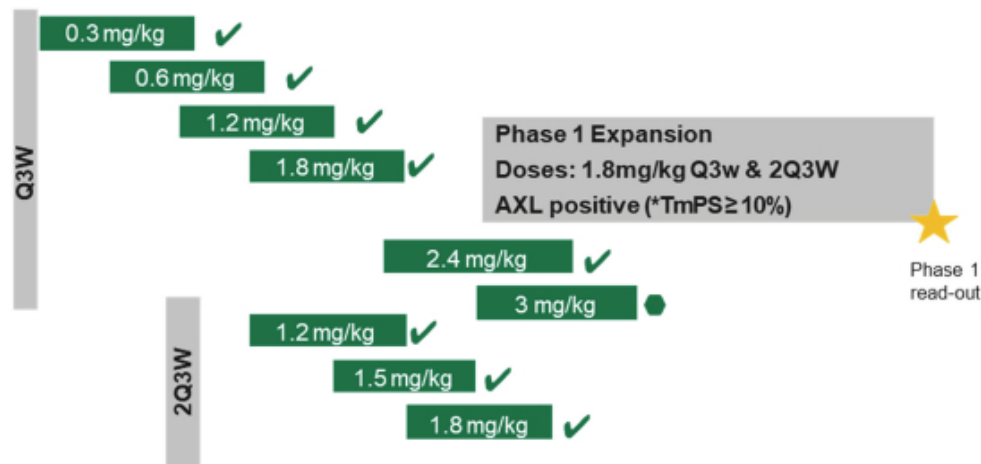 Q3W
0.3 mg/kg
0.6 mg/kg
1.2 mg/kg
1.8 mg/kg
Phase 1 Expansion
Doses: 1.8mg/kg Q3w & 2Q3W
AXL positive (*TmPS≥10%)
Phase 1
read-out
2.4 mg/kg
3 mg/kg
2Q3W
1.2 mg/kg
1.5 mg/kg
1.8 mg/kg